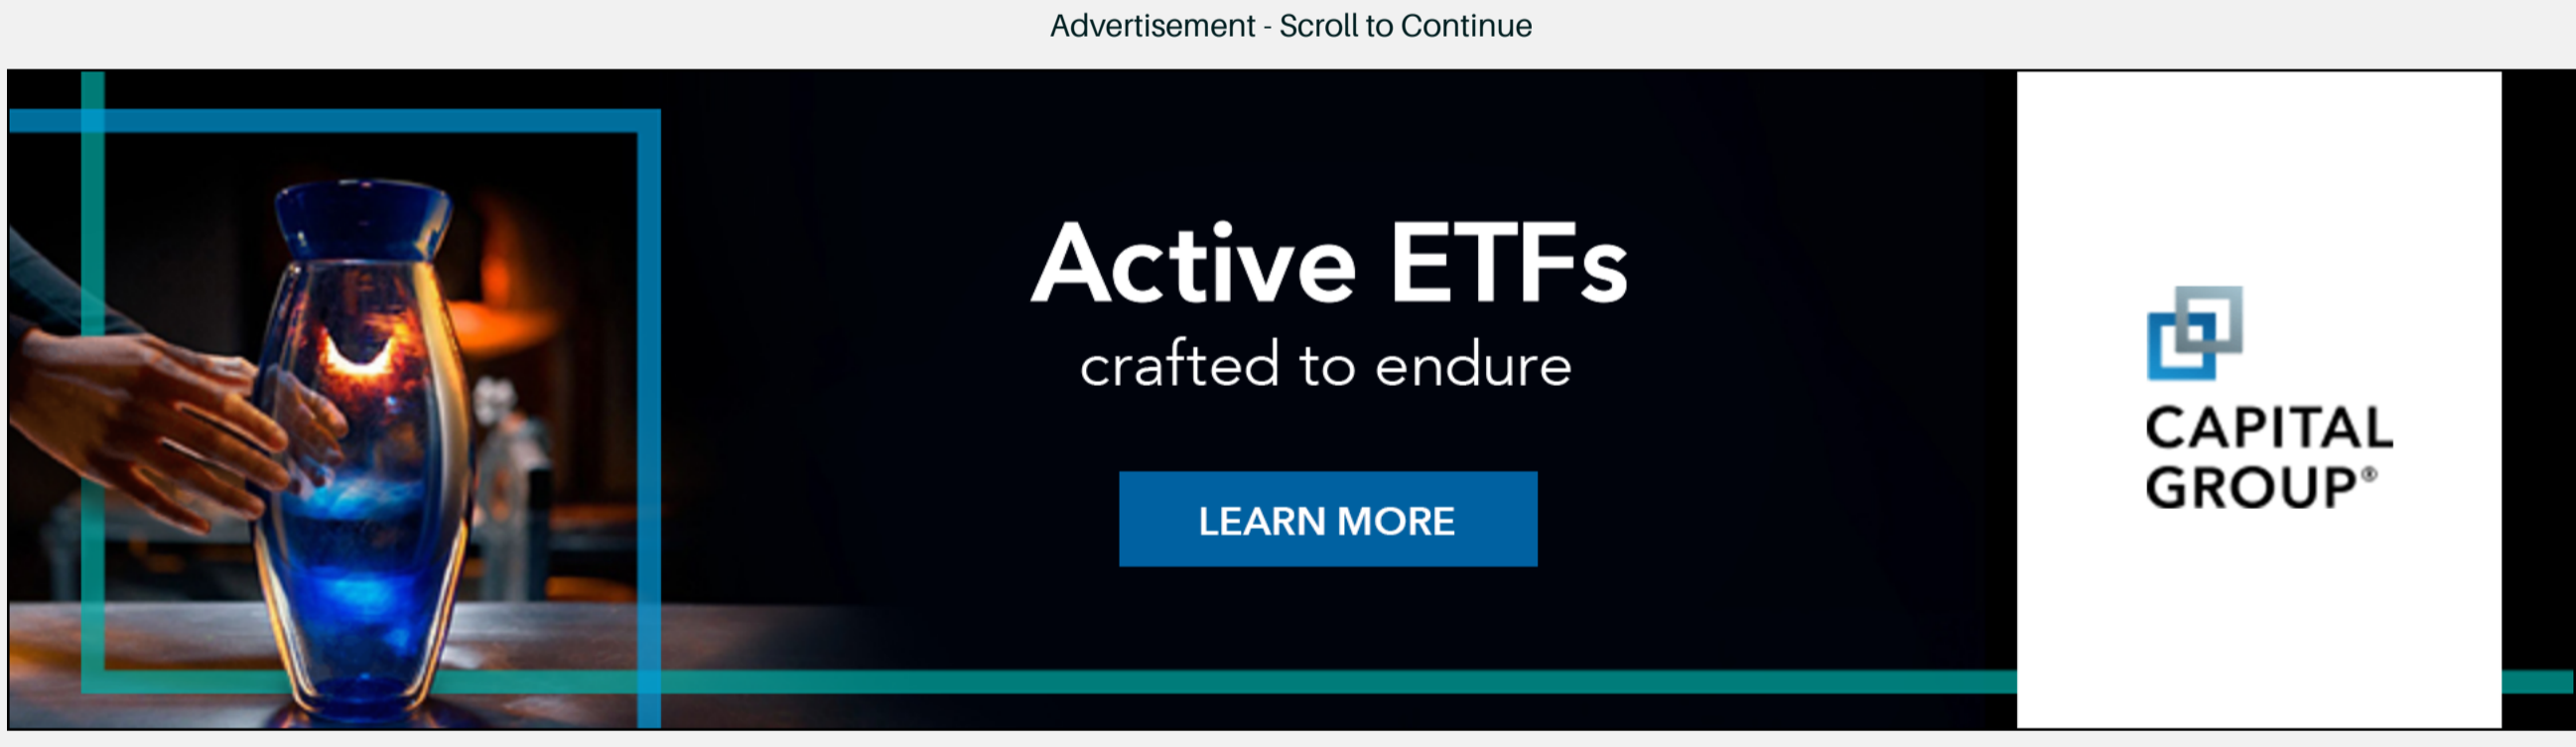 Advertisement - Scroll to Continue
Active ETFs
crafted to endure
LEARN MORE
CAPITAL
GROUP®